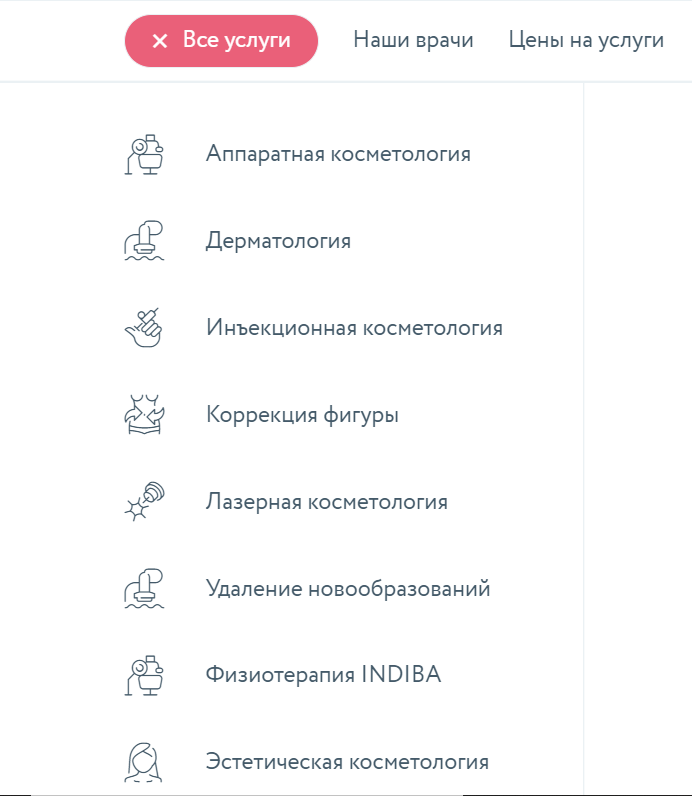 Все услуги Наши врачи Цены на услуги
Аппаратная косметология
Дерматология
Инъекционная косметология
Коррекция фигуры
Лазерная косметология
Удаление новообразований
Физиотерапия INDIBA
Эстетическая косметология